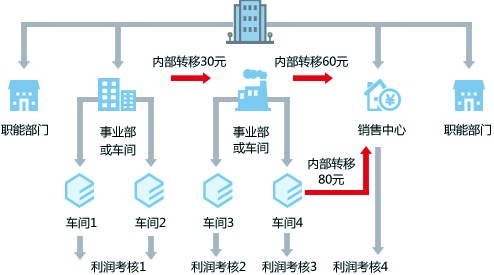 内部转移30元
内部转移60元
职能部门
事业部
或车间
事业部
或车间
销售中心
职能部门
内部转移
80元
车间1
车间2
车间3
车间4
利润考核1
利润考核2
利润考核3
利润考核4